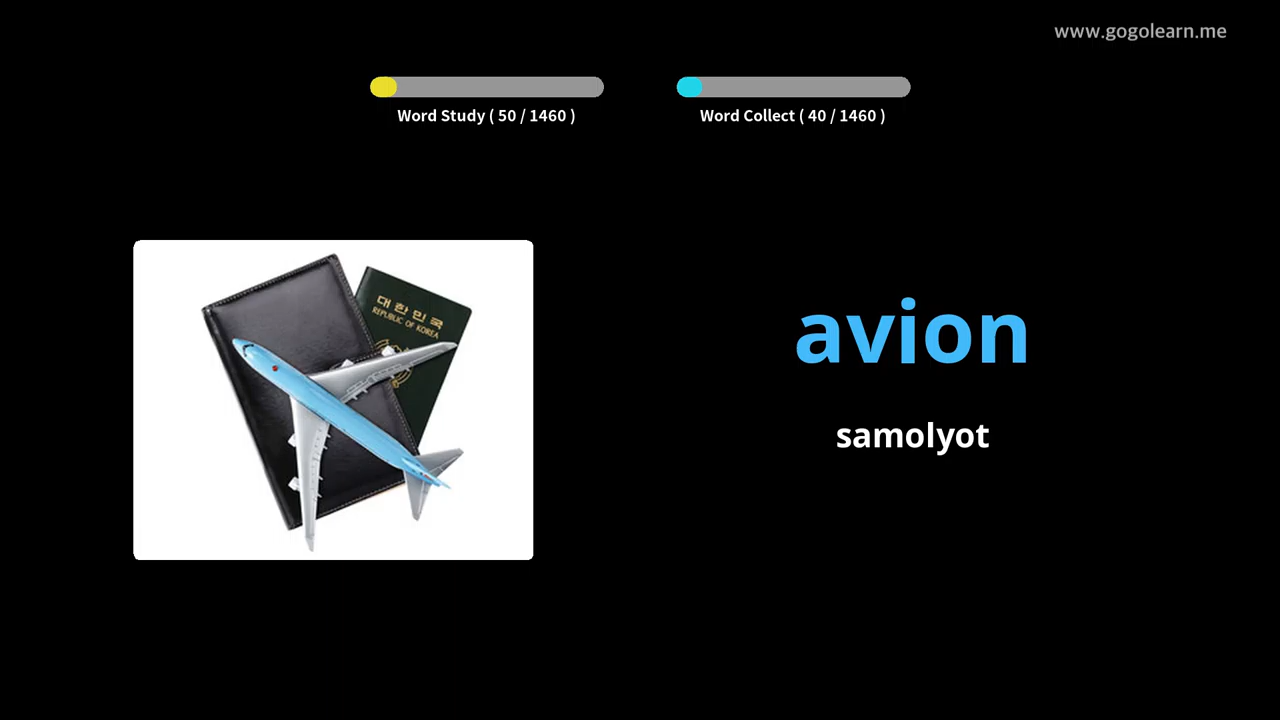 www.gogolearn.me
Word Study ( 50 / 1460 )
Word Collect ( 40 / 1460 )
대한민국
REPUBLIC OF KOREA
avion
samolyot